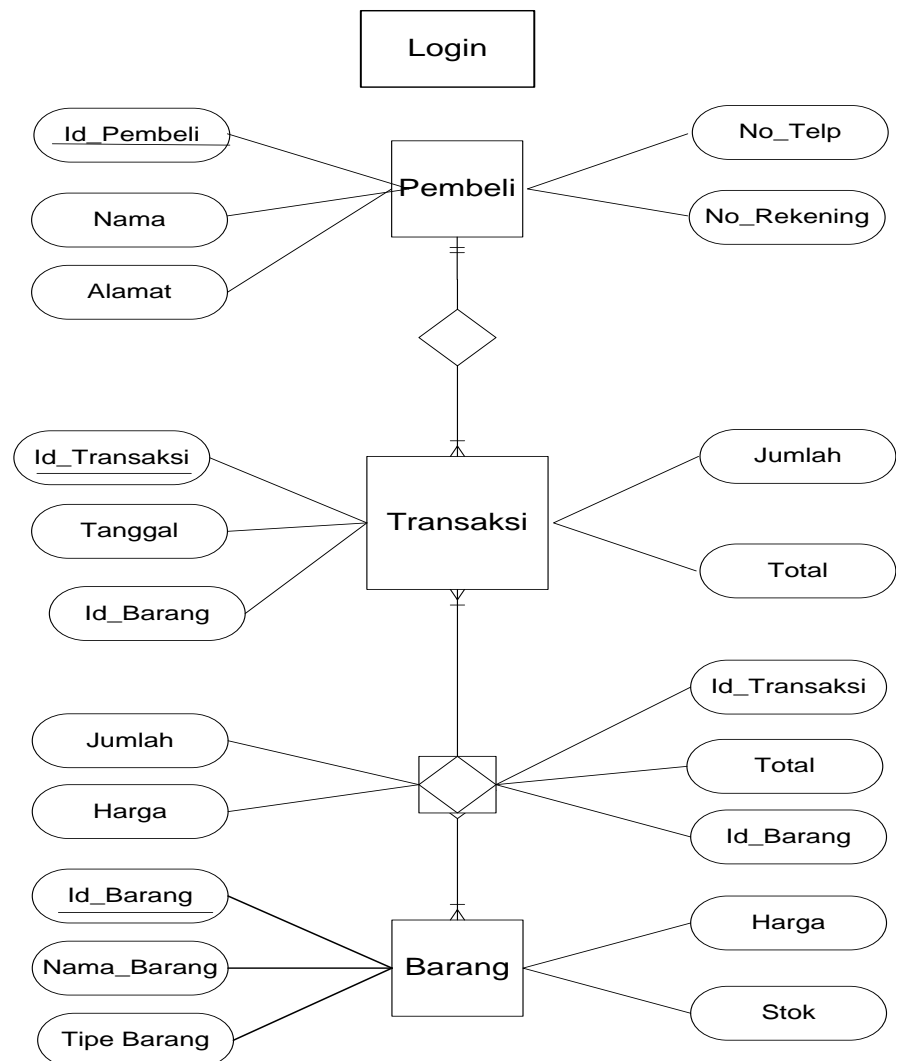 Login
Id_Pembeli
No_Telp
Pembeli
Nama
No_Rekening
Alamat
Id_Transaksi
Jumlah
Transaksi
Tanggal
Total
Id_Barang
Id_Transaksi
Jumlah
Total
Harga
Id_Barang
Id_Barang
Harga
Nama_Barang
Barang
Stok
Tipe Barang